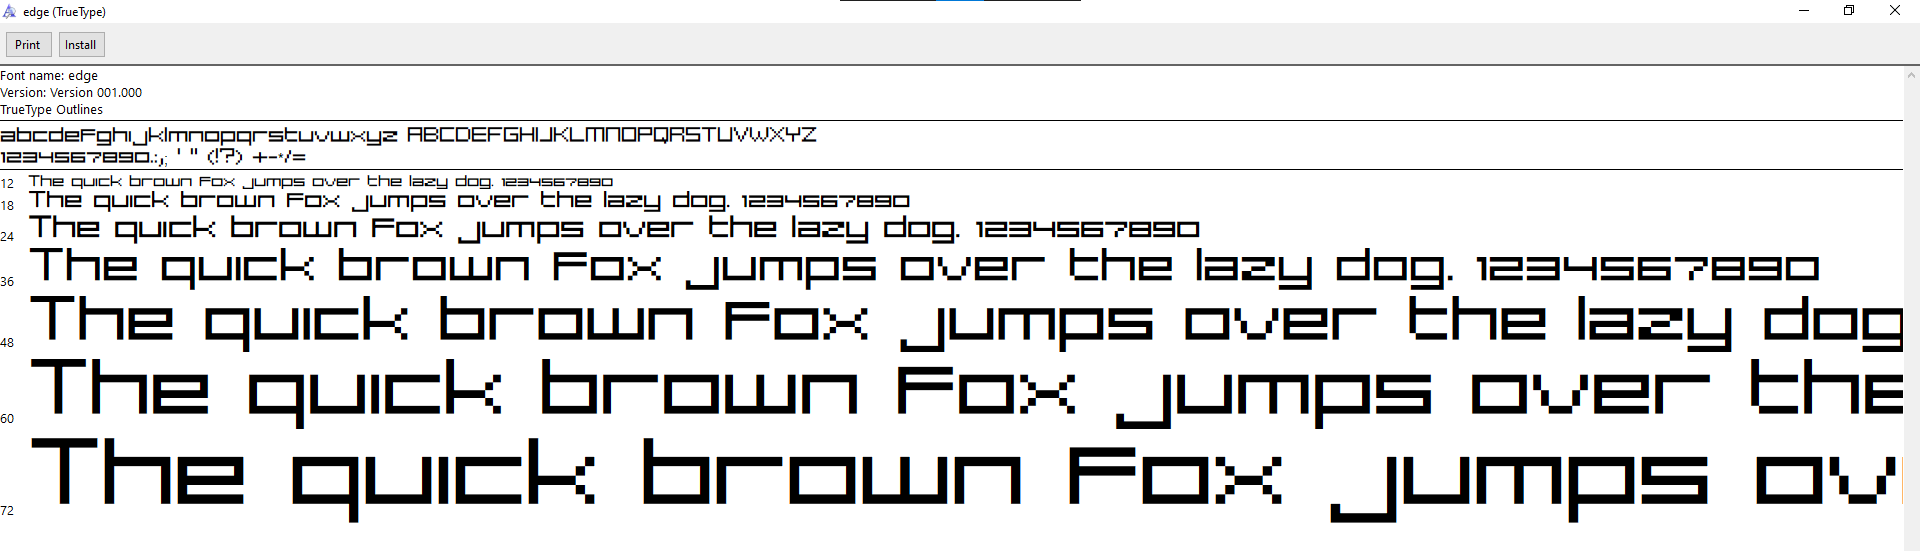 edge (TrueType)
Print Install
Font name: edge
Version: Version 001.000
TrueType Outlines
abcdefghijklmnopqrstuvwxyz ABCDEFGHIJKLMNOPQRSTUVWXYZ
1234567890.:,; ' " (!?) +-*/=
12 The quick brown fox jumps over the lazy dog. 1234567890
18 The quick brown fox jumps over the lazy dog. 1234567890
24 The quick brown fox jumps over the lazy dog. 1234567890
36 The quick brown fox jumps over the lazy dog. 1234567890
48 The quick brown fox jumps over the lazy dog
60 The quick brown fox jumps over the
72 The quick brown fox jumps ov